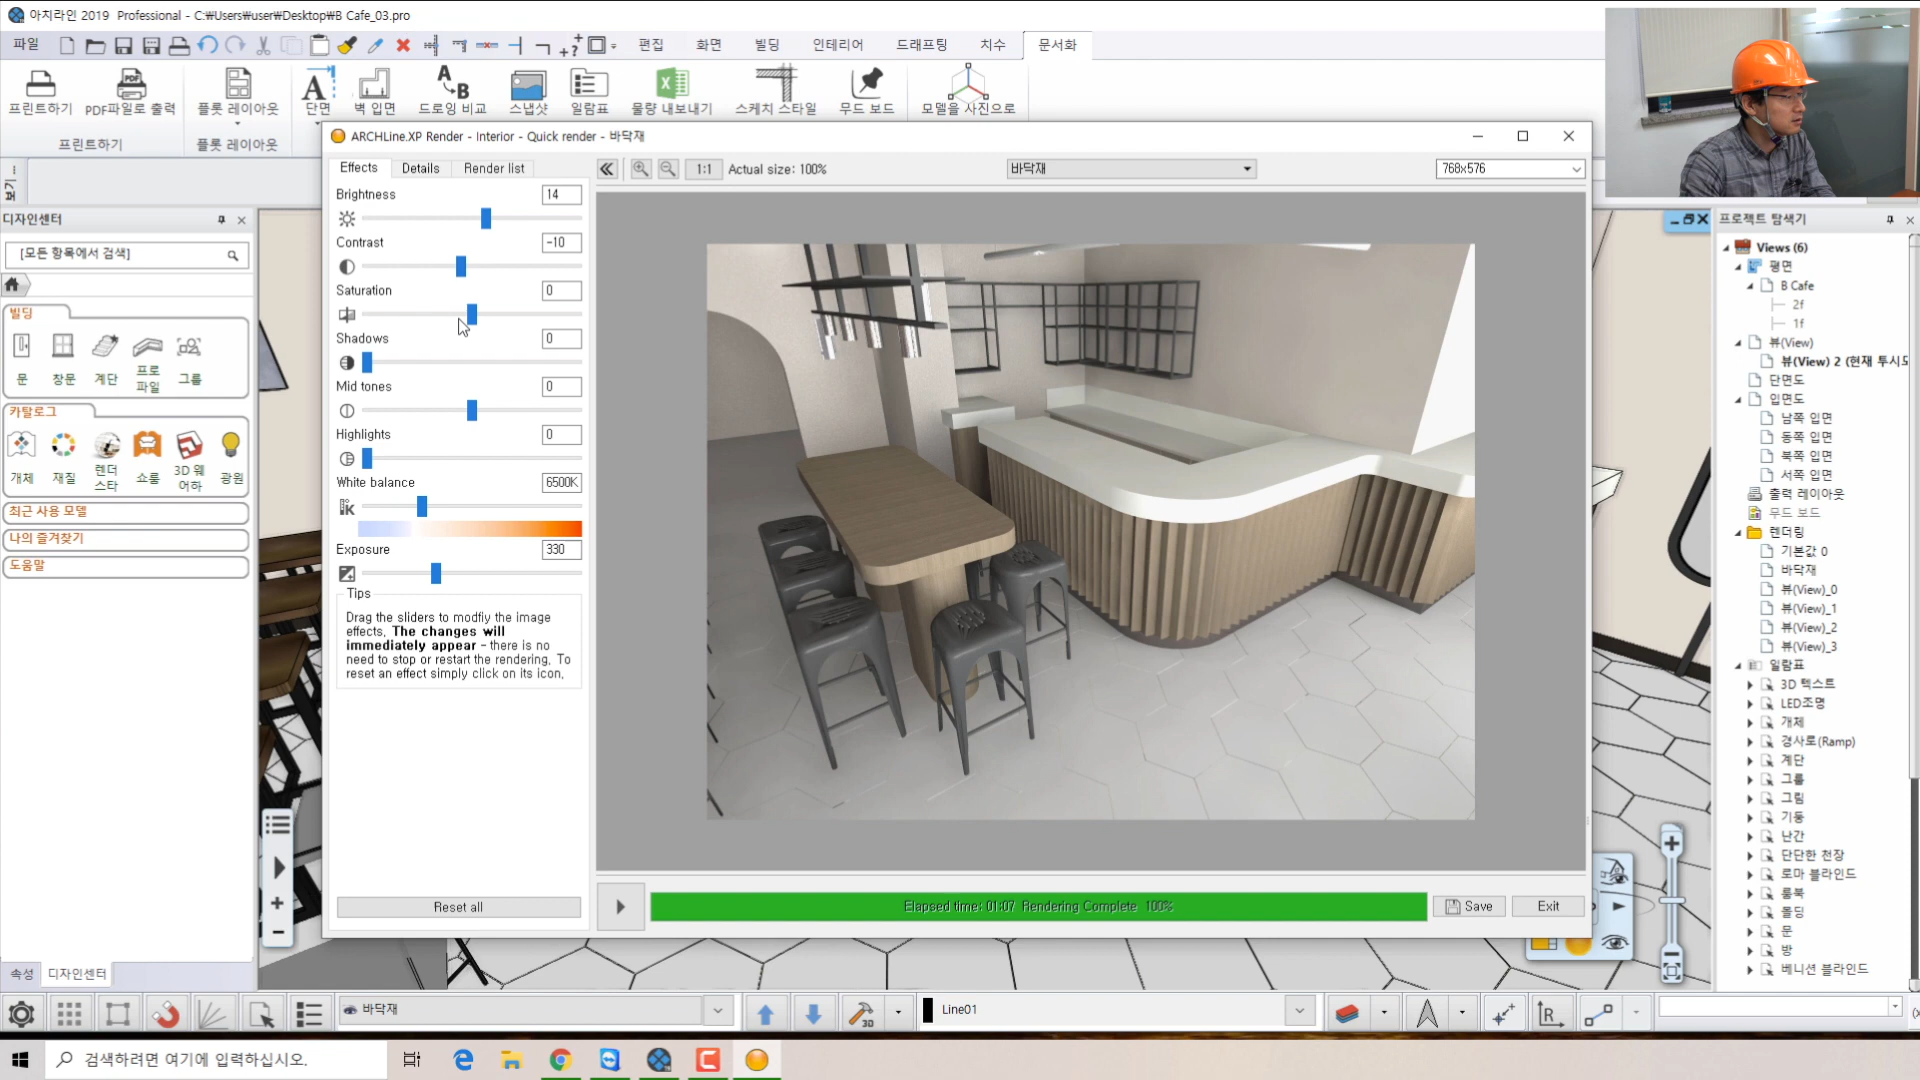 아치라인 2019   Professional - C:₩Users₩user₩Desktop₩B Cafe_03.pro
파일 편집 화면 빌딩 인테리어 드래프팅 치수 문서화
프린트하기 PDF파일로 출력 플롯 레이아웃 단면 벽 입면 드로잉 비교 스냅샷 일람표 물량 내보내기 스케치 스타일 무드 보드 모델을 사진으로
프린트하기 플롯 레이아웃
보기...
ARCHLine.XP Render - Interior - Quick render - 바닥재
Effects Details Render list
1:1 Actual size: 100% 바닥재 768x576
Brightness 14
Contrast -10
Saturation 0
Shadows 0
Mid tones 0
Highlights 0
White balance 6500K
K
Exposure 330
Tips
Drag the sliders to modfiy the image
effects. The changes will
immediately appear - there is no
need to stop or restart the rendering. To
reset an effect simply click on its icon.
Reset all
Elapsed time: 01:07 Rendering Complete 100%
Save Exit
디자인센터
[모든 항목에서 검색]
빌딩
문 창문 계단 프로
파일 그룹
카탈로그
개체 재질 렌더
스타 쇼룸 3D 웨
어하 광원
최근 사용 모델
나의 즐겨찾기
도움말
속성 디자인센터
프로젝트 탐색기
Views (6)
평면
B Cafe
2f
1f
뷰(View)
뷰(View) 2 (현재 투시도
단면도
입면도
남쪽 입면
동쪽 입면
북쪽 입면
서쪽 입면
출력 레이아웃
무드 보드
렌더링
기본값 0
바닥재
뷰(View)_0
뷰(View)_1
뷰(View)_2
뷰(View)_3
일람표
3D 텍스트
LED조명
개체
경사로(Ramp)
계단
그룹
그림
기둥
난간
단단한 천장
로마 블라인드
룸북
몰딩
문
방
베니션 블라인드
바닥재 3D Line01 R
검색하려면 여기에 입력하십시오.